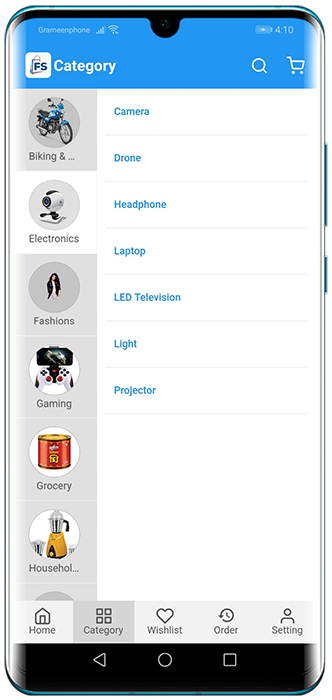 Grameenphone
4:10
FS
Category
Biking & ...
Electronics
Fashions
Gaming
Grocery
Househol...
Camera
Drone
Headphone
Laptop
LED Television
Light
Projector
Home
Category
Wishlist
Order
Setting